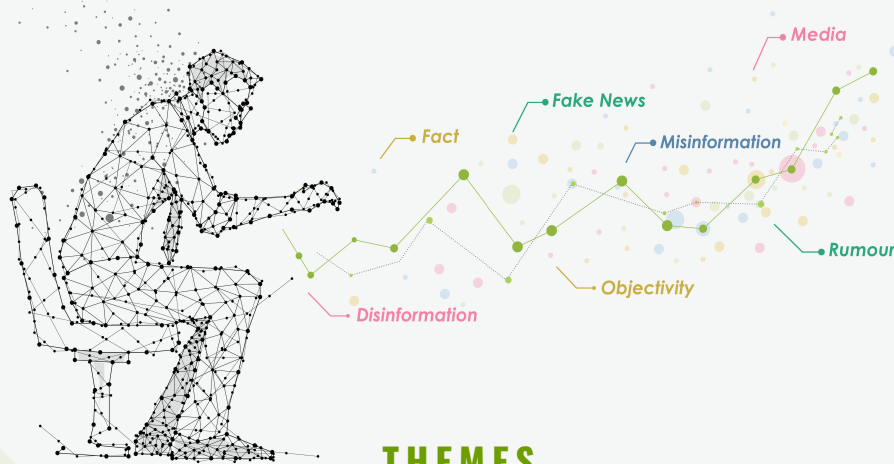 Media
Fake News
Fact
Misinformation
Rumour
Objectivity
Disinformation
THEMES